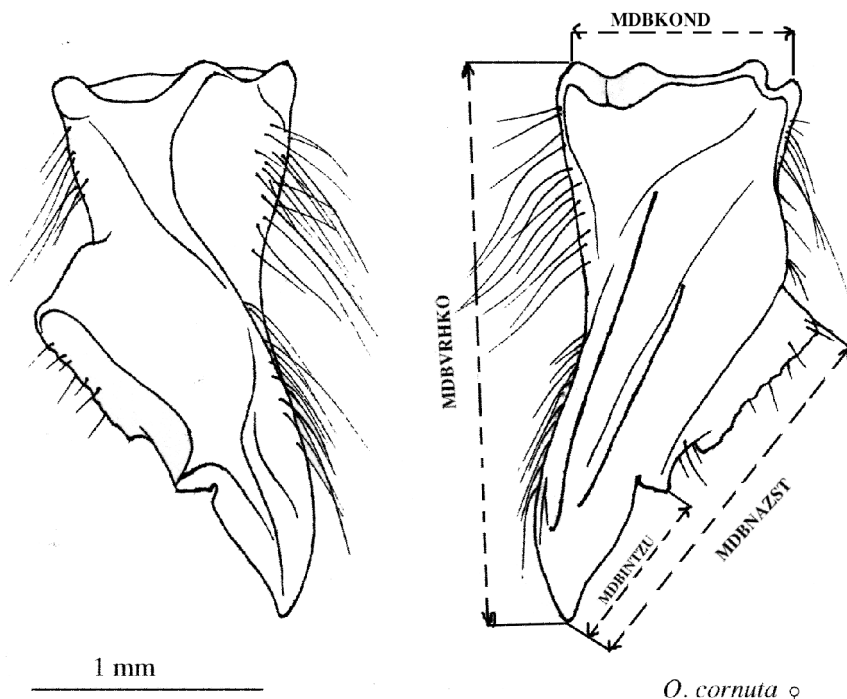 MDBKOND
MDBVRHKO
MDBINTZU
MDBNAZST
1 mm
O. cornuta ♀